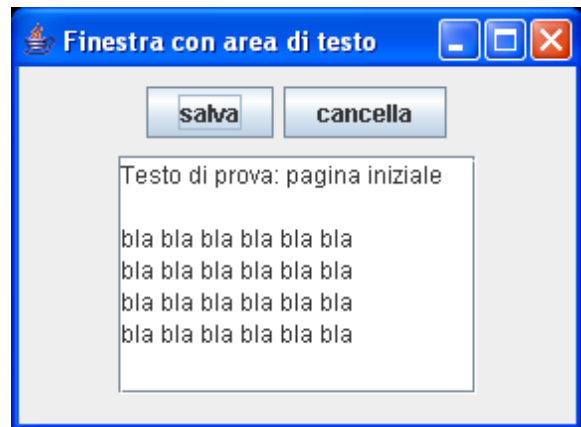 Finestra con area di testo
salva cancella
Testo di prova: pagina iniziale
bla bla bla bla bla bla
bla bla bla bla bla bla
bla bla bla bla bla bla
bla bla bla bla bla bla